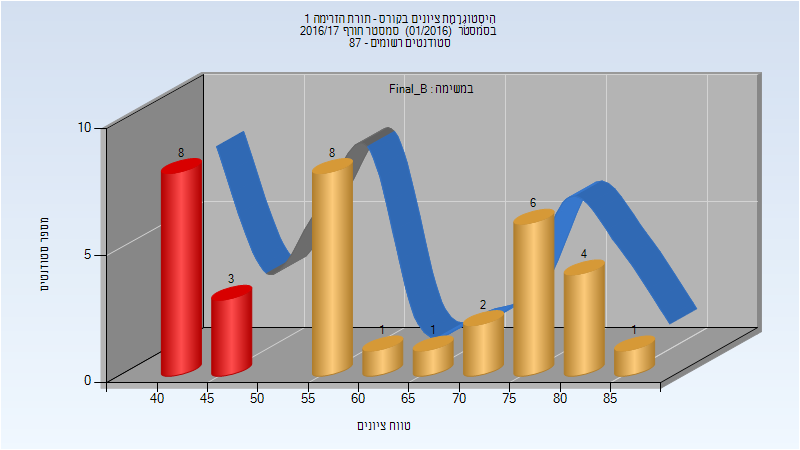 היסטוגרמת ציונים בקורס - תורת הזרימה 1
בסמסטר (01/2016) סמסטר חורף 2016/17
סטודנטים רשומים - 87
במשימה : Final_B
מספר סטודנטים
10
5
0
8
3
8
1
1
2
6
4
1
40 45 50 55 60 65 70 75 80 85
טווח ציונים